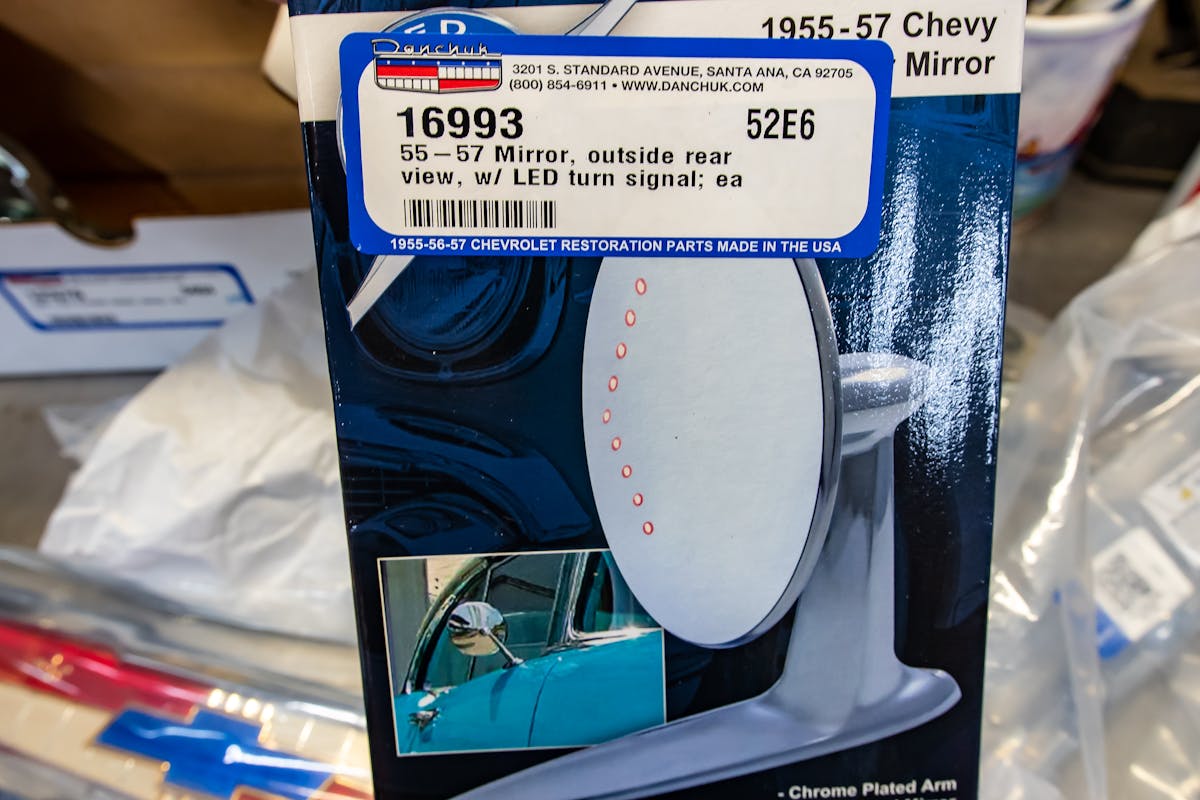 1955-57 Chevy
Mirror
Danchuk
3201 S. STANDARD AVENUE, SANTA ANA, CA 92705
(800) 854-6911 • WWW.DANCHUK.COM
16993 52E6
55-57 Mirror, outside rear
view, w/ LED turn signal; ea
1955-56-57 CHEVROLET RESTORATION PARTS MADE IN THE USA
- Chrome Plated Arm